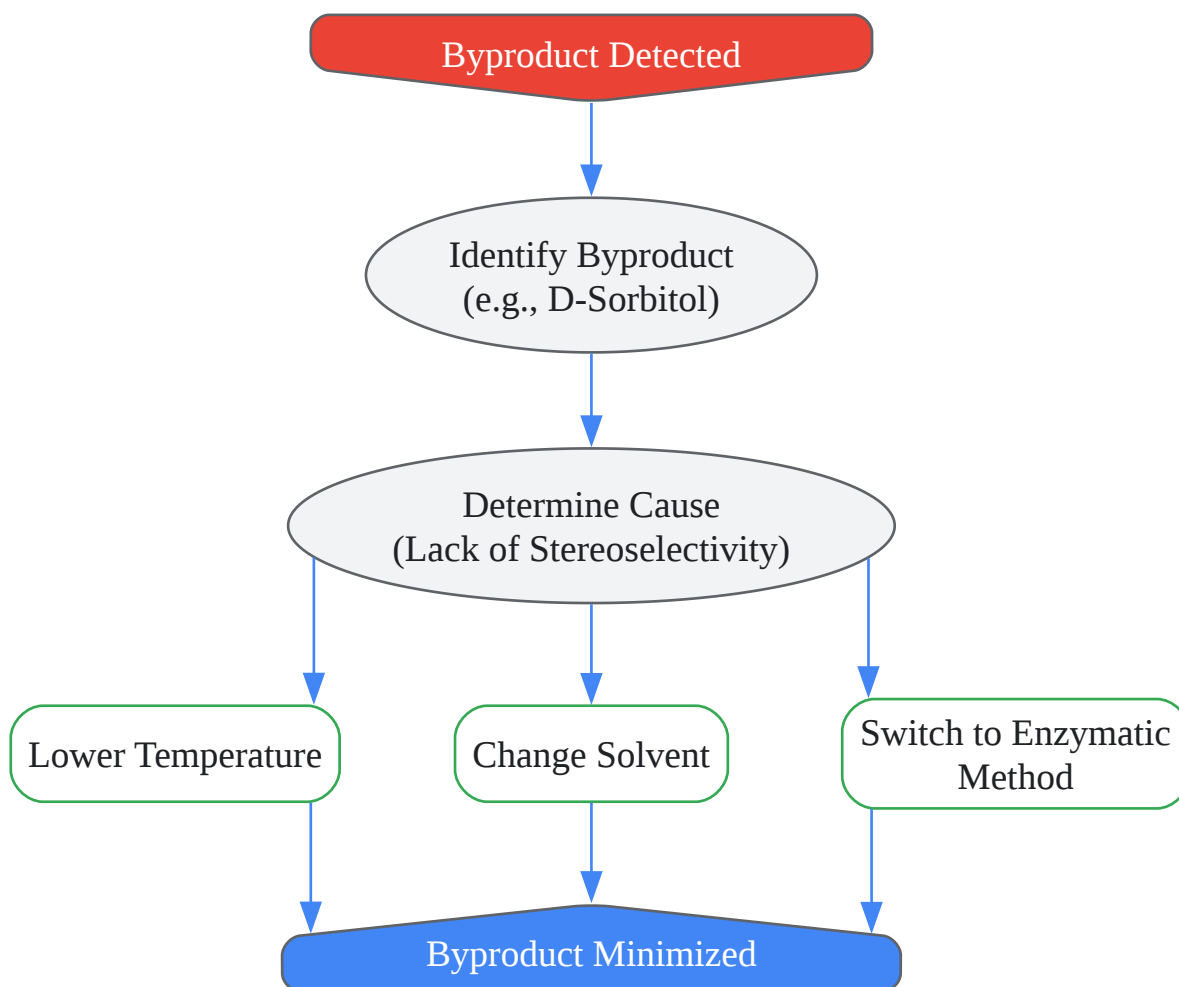 Byproduct Detected
Identify Byproduct
(e.g., D-Sorbitol)
Determine Cause
(Lack of Stereoselectivity)
Lower Temperature
Change Solvent
Switch to Enzymatic
Method
Byproduct Minimized